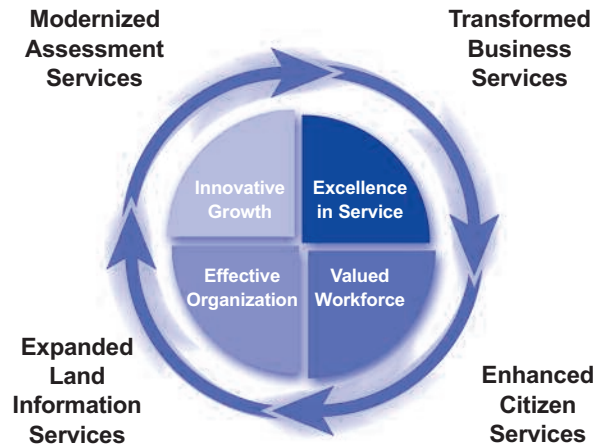 Modernized
Assessment
Services
Transformed
Business
Services
Innovative
Growth
Excellence
in Service
Effective
Organization
Valued
Workforce
Expanded
Land
Information
Services
Enhanced
Citizen
Services